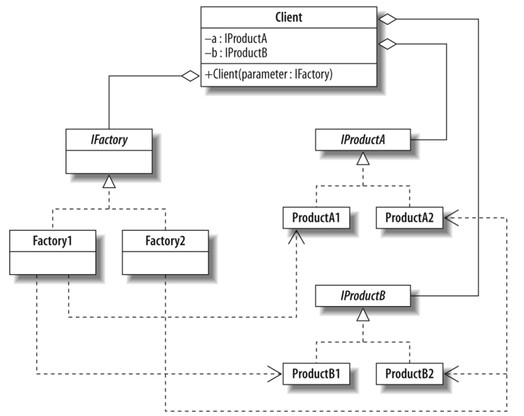 Client
–a : IProductA
–b : IProductB
+Client(parameter : IFactory)
IFactory
IProductA
Factory1
Factory2
ProductA1
ProductA2
IProductB
ProductB1
ProductB2